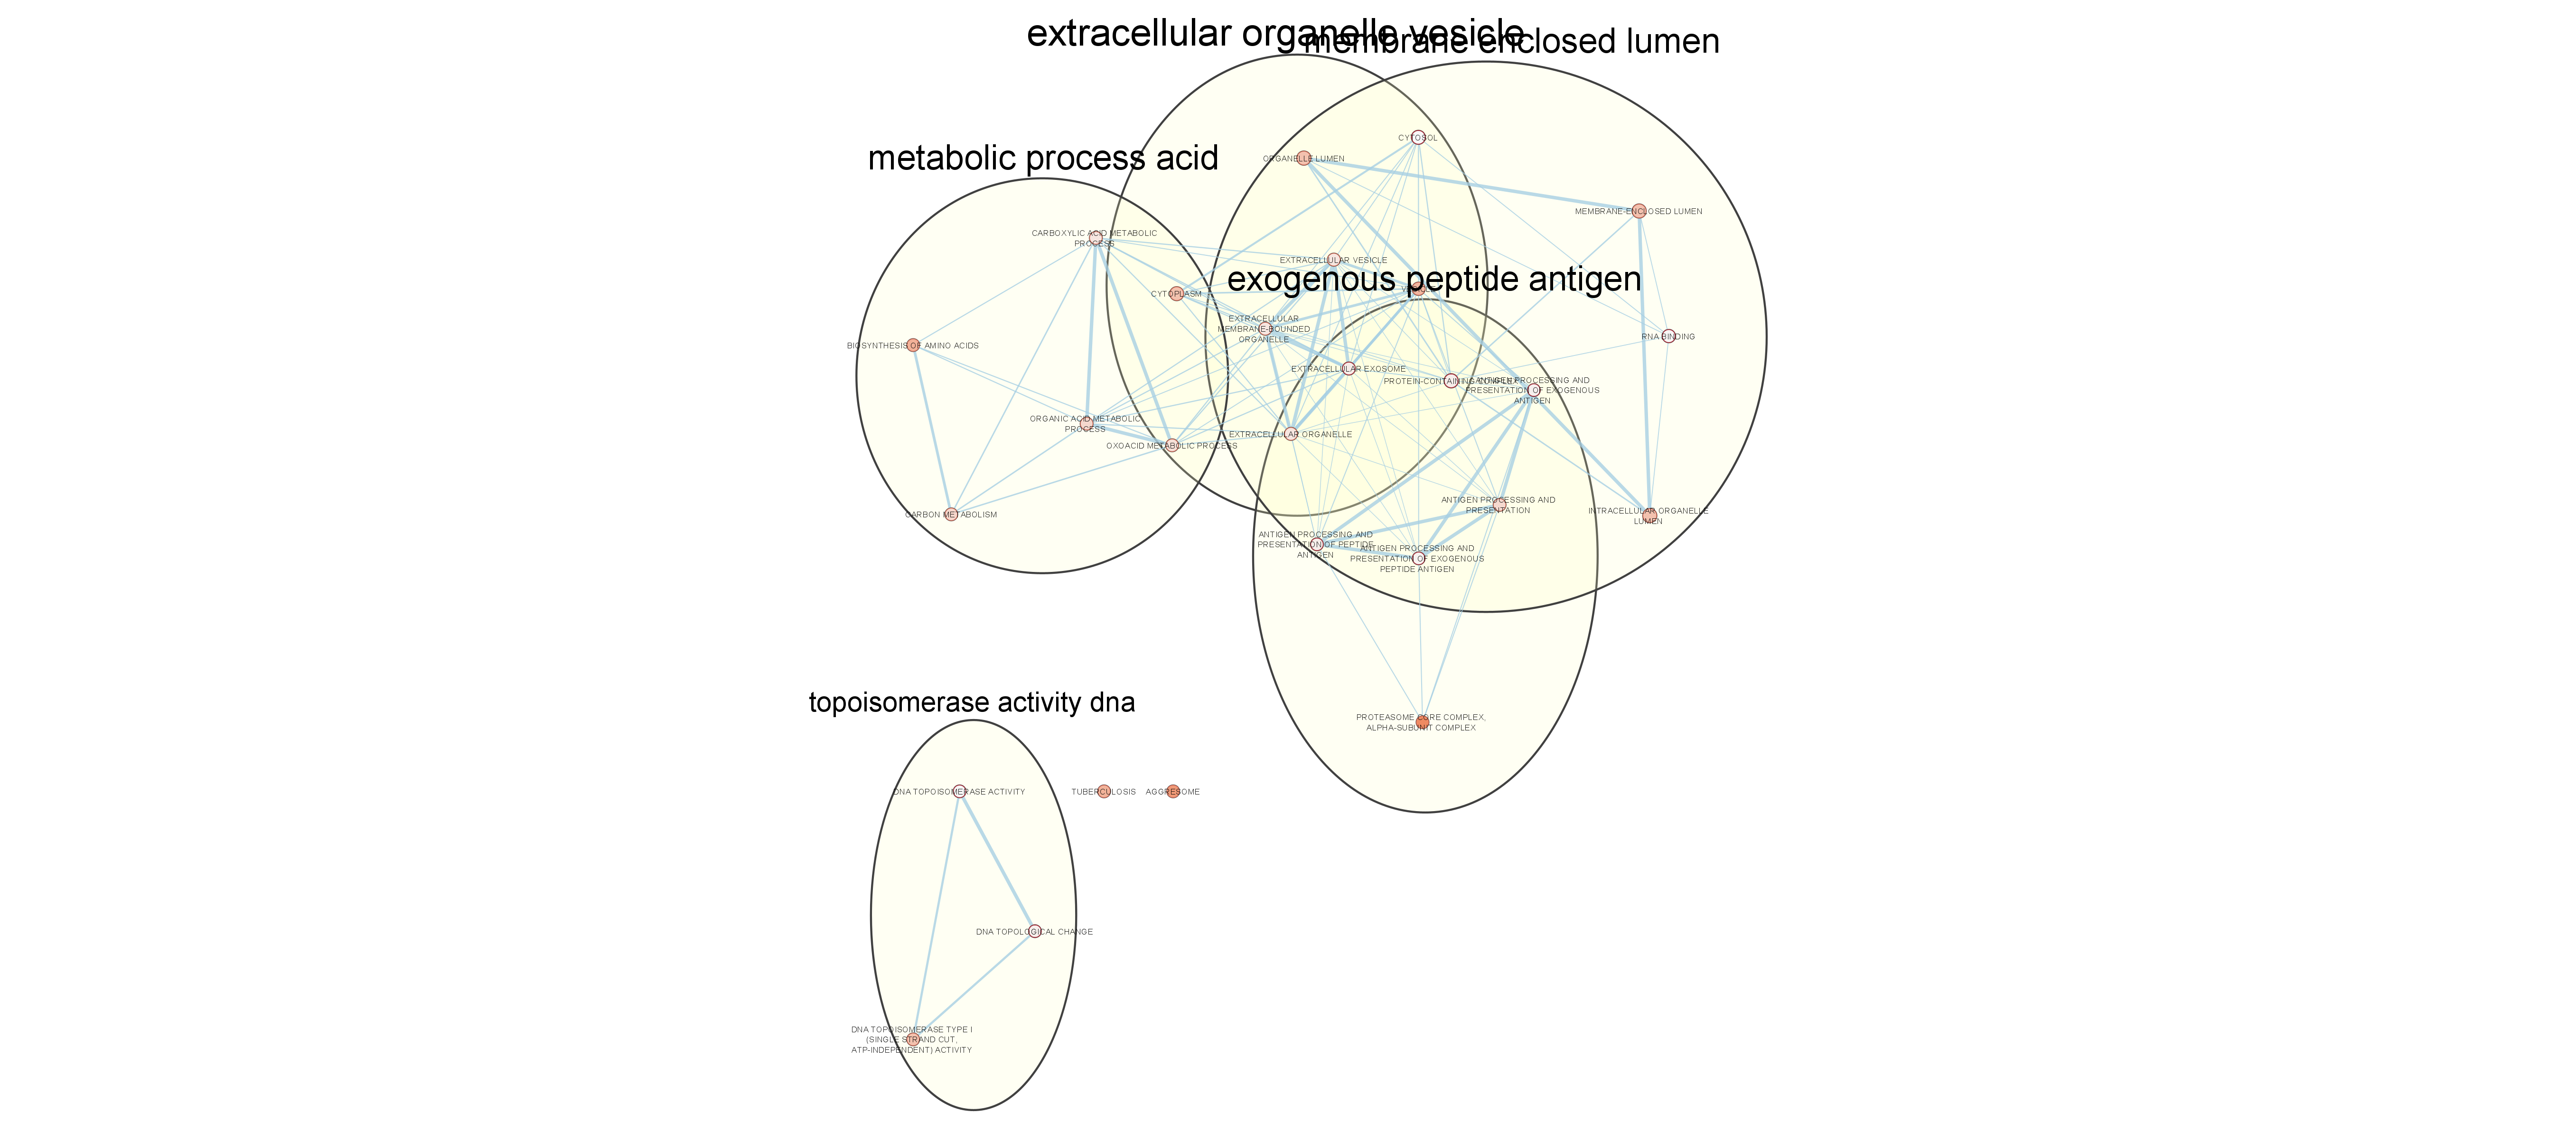 extracellular organelle vesicle
membrane enclosed lumen
CYTOSOL
metabolic process acid
ORGANELLE LUMEN
MEMBRANE-ENCLOSED LUMEN
CARBOXYLIC ACID METABOLIC
PROCESS
EXTRACELLULAR VESICLE
exogenous peptide antigen
CYTOPLASM
EXTRACELLULAR
MEMBRANE-BOUNDED
ORGANELLE
RNA BINDING
BIOSYNTHESIS OF AMINO ACIDS
EXTRACELLULAR EXOSOME
PROTEIN-CONTAINING COMPLEX
ANTIGEN PROCESSING AND
PRESENTATION OF EXOGENOUS
ANTIGEN
ORGANIC ACID METABOLIC
PROCESS
EXTRACELLULAR ORGANELLE
OXOACID METABOLIC PROCESS
ANTIGEN PROCESSING AND
PRESENTATION
CARBON METABOLISM
INTRACELLULAR ORGANELLE
LUMEN
ANTIGEN PROCESSING AND
PRESENTATION OF PEPTIDE
ANTIGEN
ANTIGEN PROCESSING AND
PRESENTATION OF EXOGENOUS
PEPTIDE ANTIGEN
topoisomerase activity dna
PROTEASOME CORE COMPLEX,
ALPHA-SUBUNIT COMPLEX
DNA TOPOISOMERASE ACTIVITY
TUBERCULOSIS
AGGRESOME
DNA TOPOLOGICAL CHANGE
DNA TOPOISOMERASE TYPE I
(SINGLE STRAND CUT,
ATP-INDEPENDENT) ACTIVITY